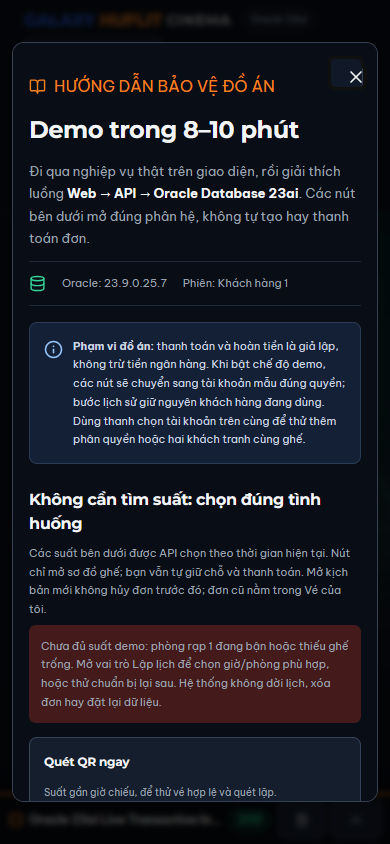 GALAXY HUFLIT CINEMA
HƯỚNG DẪN BẢO VỆ ĐỒ ÁN
Demo trong 8–10 phút
Đi qua nghiệp vụ thật trên giao diện, rồi giải thích
luồng Web → API → Oracle Database 23ai. Các nút
bên dưới mở đúng phân hệ, không tự tạo hay thanh
toán đơn.
Oracle: 23.9.0.25.7 Phiên: Khách hàng 1
Phạm vi đồ án: thanh toán và hoàn tiền là giả lập,
không trừ tiền ngân hàng. Khi bật chế độ demo,
các nút sẽ chuyển sang tài khoản mẫu đúng quyền;
bước lịch sử giữ nguyên khách hàng đang dùng.
Dùng thanh chọn tài khoản trên cùng để thử thêm
phân quyền hoặc hai khách tranh cùng ghế.
Không cần tìm suất: chọn đúng tình
huống
Các suất bên dưới được API chọn theo thời gian hiện tại. Nút
chỉ mở sơ đồ ghế; bạn vẫn tự giữ chỗ và thanh toán. Mở kịch
bản mới không hủy đơn trước đó; đơn cũ nằm trong Vé của
tôi.
Chưa đủ suất demo: phòng rạp 1 đang bận hoặc thiếu ghế
trống. Mở vai trò Lập lịch để chọn giờ/phòng phù hợp,
hoặc thử chuẩn bị lại sau. Hệ thống không dời lịch, xóa
đơn hay đặt lại dữ liệu.
Quét QR ngay
Suất gần giờ chiếu, để thử vé hợp lệ và quét lặp.